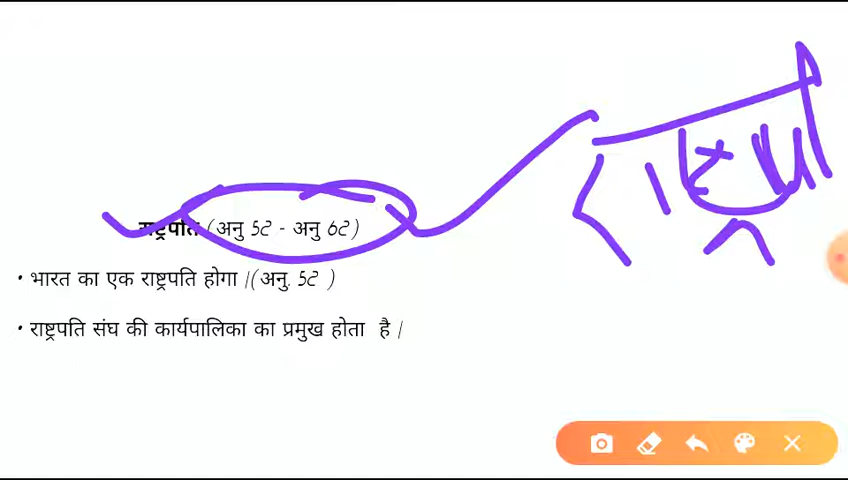 राष्ट्रपति (अनु 52 - अनु 62)
• भारत का एक राष्ट्रपति होगा |(अनु. 52 )
• राष्ट्रपति संघ की कार्यपालिका का प्रमुख होता है |